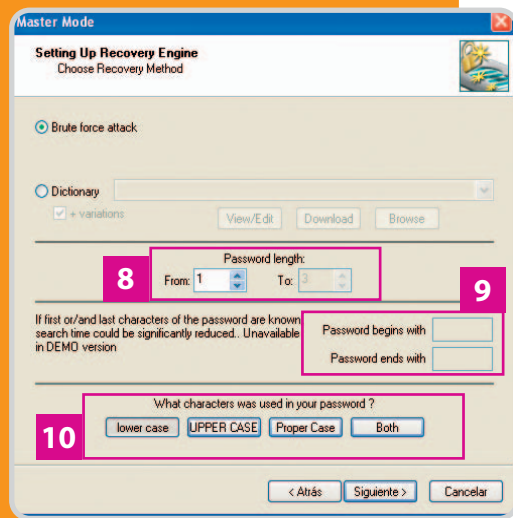 Master Mode
Setting Up Recovery Engine
Choose Recovery Method
Brute force attack
Dictionary
+ variations
View/Edit Download Browse
8
Password length:
From: 1 To: 3
9
If first or/and last characters of the password are known
search time could be significantly reduced.. Unavailable
in DEMO version
Password begins with
Password ends with
10
What characters was used in your password ?
lower case UPPER CASE Proper Case Both
< Atrás Siguiente > Cancelar